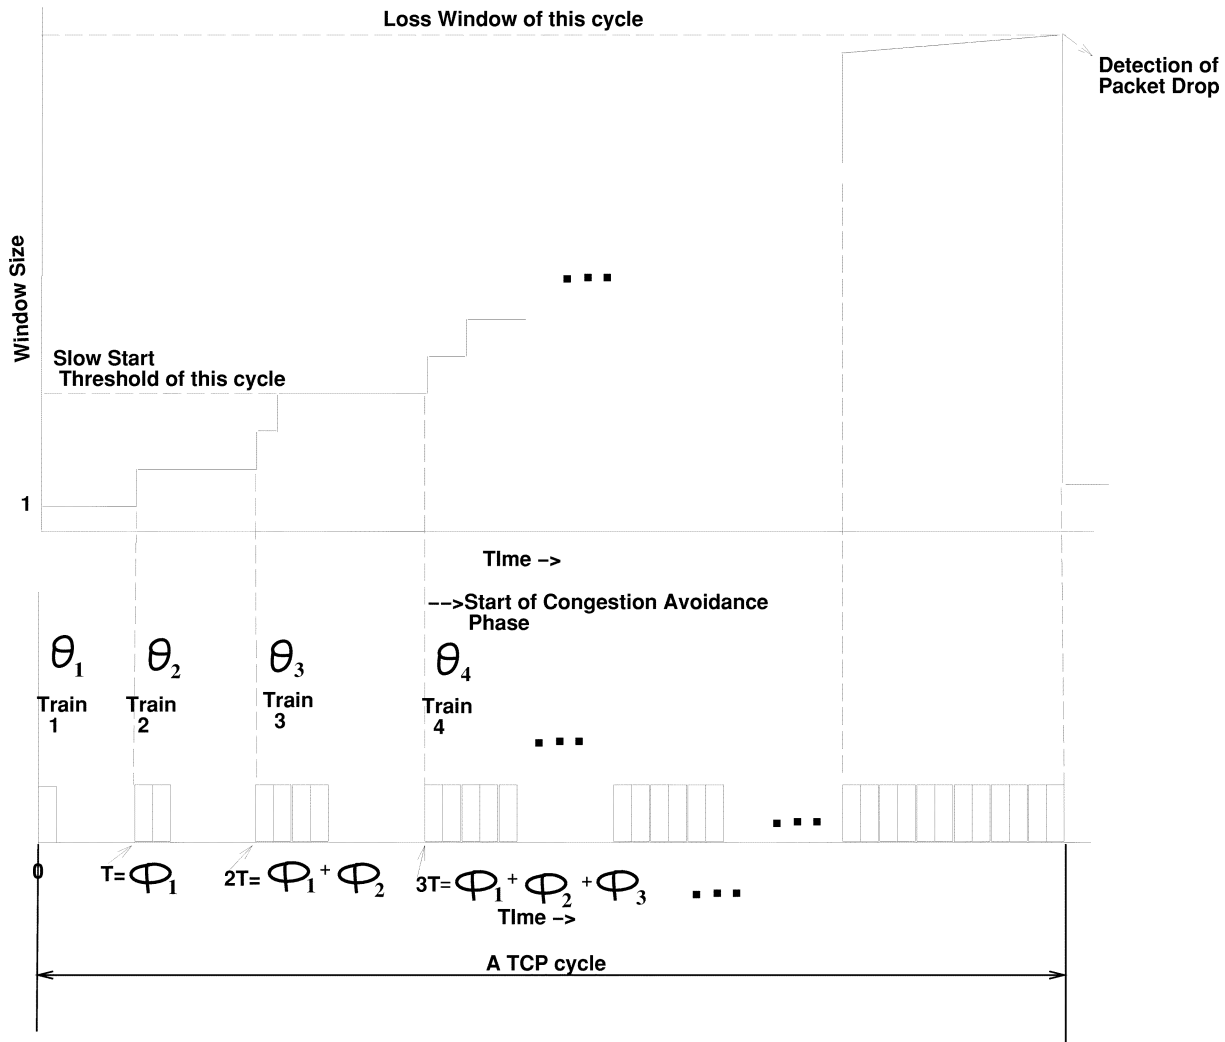 Loss Window of this cycle
Detection of
Packet Drop
Window Size
Slow Start
Threshold of this cycle
1
TIme −>
−−>Start of Congestion Avoidance
Phase
θ1 θ2 θ3 θ4
Train Train Train Train
1 2 3 4
0 T= Φ1 2T= Φ1 + Φ2 3T= Φ1 + Φ2 + Φ3
TIme −>
A TCP cycle